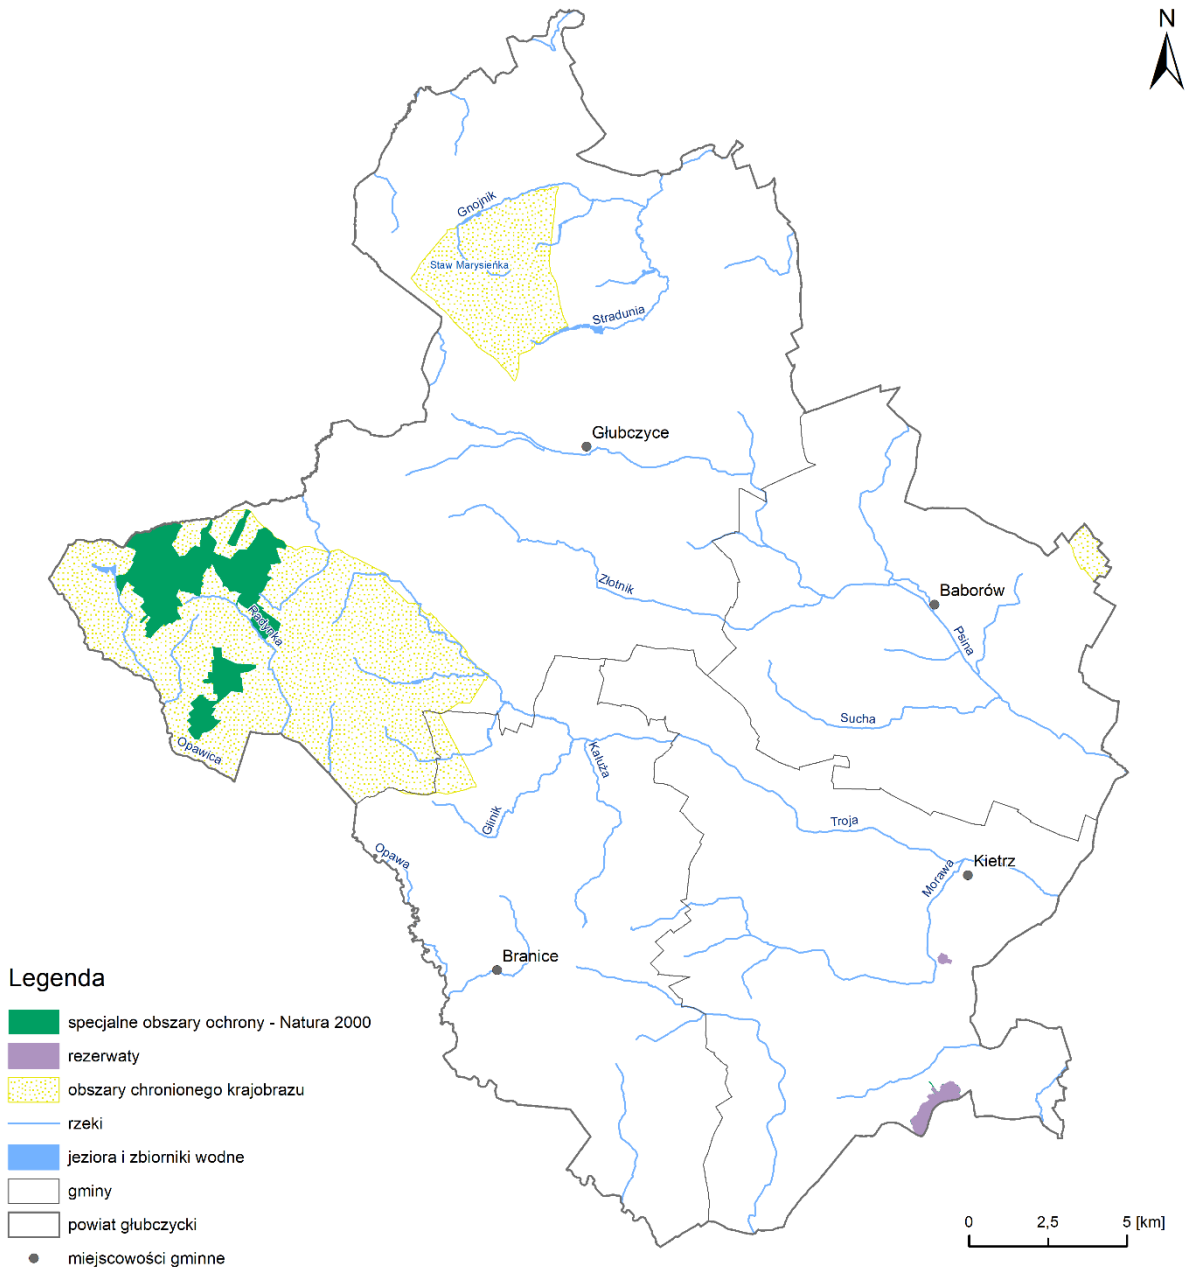 N
Gnojnik
Staw Marysieńka
Stradunia
Głubczyce
Złotnik
Baborów
Radynka
Psina
Sucha
Opawica
Kałuża
Glinik
Troja
Opawa
Morawa
Kietrz
Branice
Legenda
specjalne obszary ochrony - Natura 2000
rezerwaty
obszary chronionego krajobrazu
rzeki
jeziora i zbiorniki wodne
gminy
powiat głubczycki
miejscowości gminne
0 2,5 5 [km]